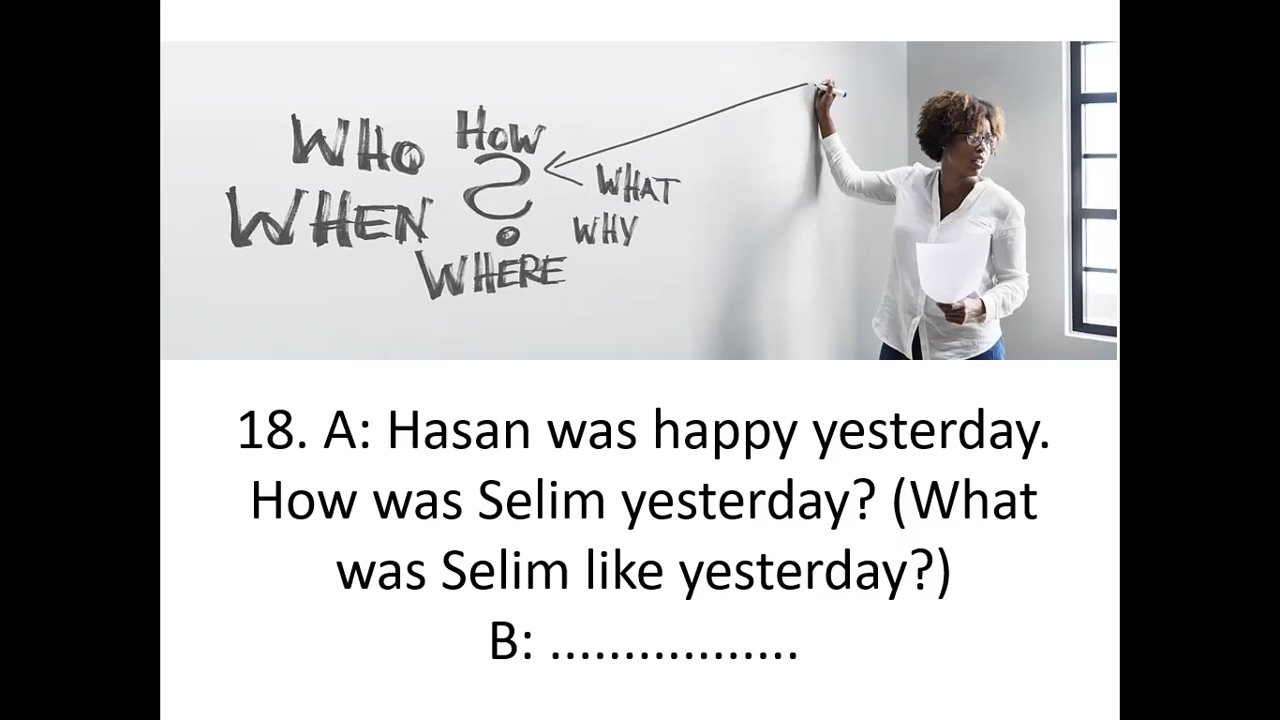 WHO HOW
WHEN ? WHAT
WHY
WHERE
18. A: Hasan was happy yesterday.
How was Selim yesterday? (What
was Selim like yesterday?)
B: .................